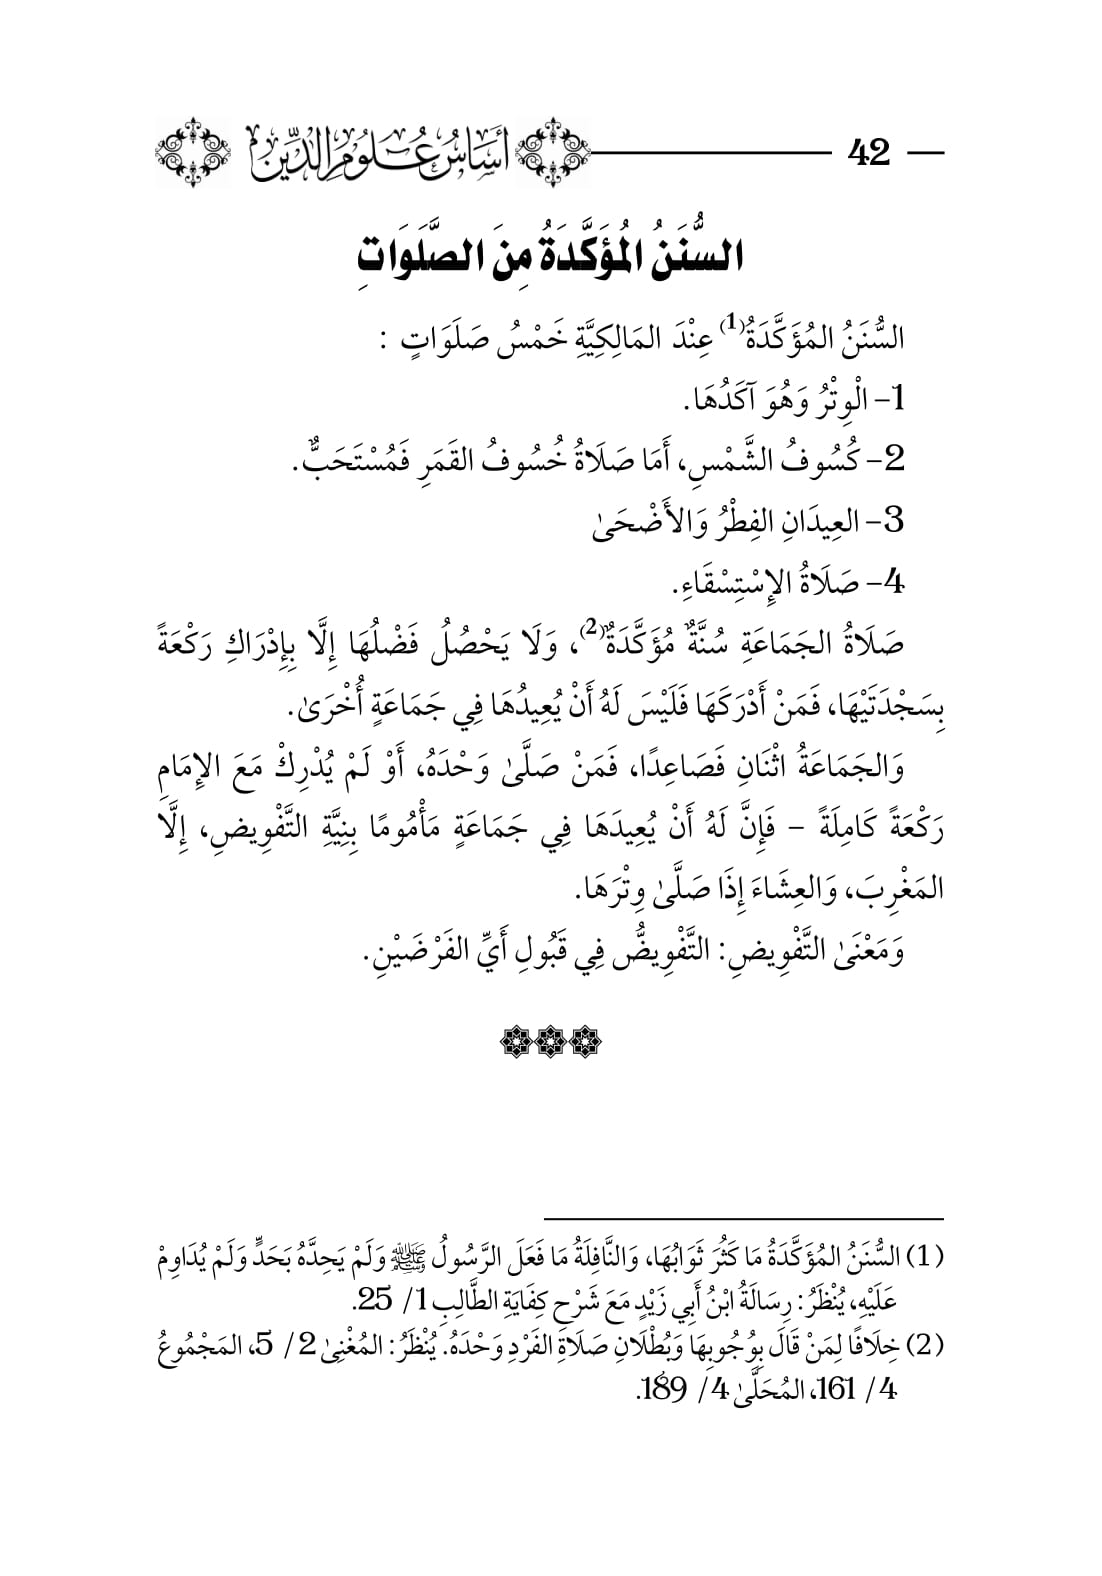 42
أَسَاسُ عُلُومِ الدِّينِ
السُّنَنُ المُؤَكَّدَةُ مِنَ الصَّلَوَاتِ
السُّنَنُ المُؤَكَّدَةُ(1) عِنْدَ المَالِكِيَّةِ خَمْسُ صَلَوَاتٍ :
1- الْوِتْرُ وَهُوَ آكَدُهَا.
2- كُسُوفُ الشَّمْسِ، أَمَا صَلَاةُ خُسُوفُ القَمَرِ فَمُسْتَحَبٌّ.
3- العِيدَانِ الفِطْرُ وَالأَضْحَىٰ
4- صَلَاةُ الإِسْتِسْقَاءِ.
صَلَاةُ الجَمَاعَةِ سُنَّةٌ مُؤَكَّدَةٌ(2)، وَلَا يَحْصُلُ فَضْلُهَا إِلَّا بِإِدْرَاكِ رَكْعَةً
بِسَجْدَتَيْهَا، فَمَنْ أَدْرَكَهَا فَلَيْسَ لَهُ أَنْ يُعِيدُهَا فِي جَمَاعَةٍ أُخْرَىٰ.
وَالجَمَاعَةُ اثْنَانِ فَصَاعِدًا، فَمَنْ صَلَّىٰ وَحْدَهُ، أَوْ لَمْ يُدْرِكْ مَعَ الإِمَامِ
رَكْعَةً كَامِلَةً – فَإِنَّ لَهُ أَنْ يُعِيدَهَا فِي جَمَاعَةٍ مَأْمُومًا بِنِيَّةِ التَّفْوِيضِ، إِلَّا
المَغْرِبَ، وَالعِشَاءَ إِذَا صَلَّىٰ وِتْرَهَا.
وَمَعْنَىٰ التَّفْوِيضِ: التَّفْوِيضُّ فِي قَبُولِ أَيِّ الفَرْضَيْنِ.
(1) السُّنَنُ المُؤَكَّدَةُ مَا كَثُرَ ثَوَابُهَا، وَالنَّافِلَةُ مَا فَعَلَ الرَّسُولُ ﷺ وَلَمْ يَحِدَّهُ بَحَدٍّ وَلَمْ يُدَاوِمْ
عَلَيْهِ، يُنْظَرُ: رِسَالَةُ ابْنُ أَبِي زَيْدٍ مَعَ شَرْحِ كِفَايَةِ الطَّالِبِ 1/ 25.
(2) خِلَافًا لِمَنْ قَالَ بِوُجُوبِهَا وَبُطْلَانِ صَلَاةِ الفَرْدِ وَحْدَهُ. يُنْظَرُ: المُغْنِىٰ 2/ 5، المَجْمُوعُ
4/ 161، المُحَلَّىٰ 4/ 189.